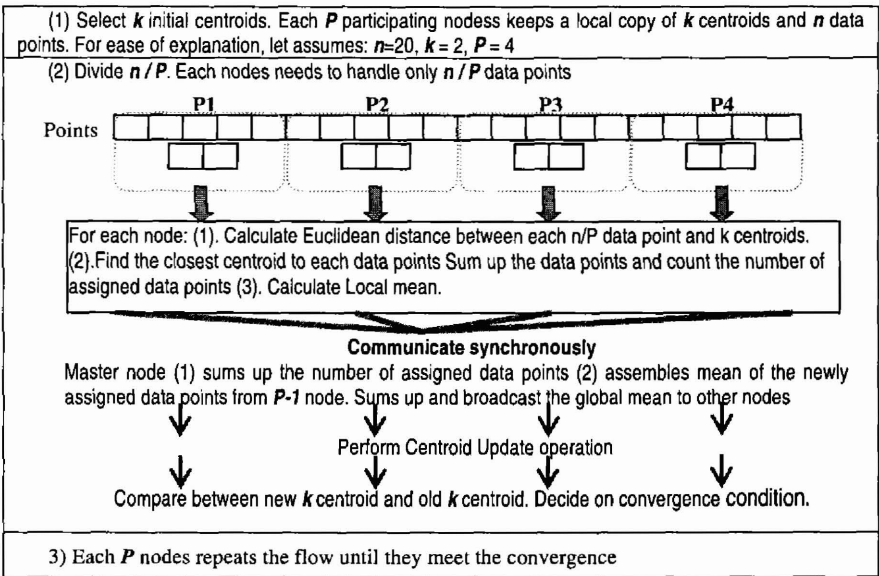 (1) Select k initial centroids. Each P participating nodess keeps a local copy of k centroids and n data
points. For ease of explanation, let assumes: n=20, k = 2, P = 4
(2) Divide n / P. Each nodes needs to handle only n / P data points
P1 P2 P3 P4
Points
For each node: (1). Calculate Euclidean distance between each n/P data point and k centroids.
(2).Find the closest centroid to each data points Sum up the data points and count the number of
assigned data points (3). Calculate Local mean.
Communicate synchronously
Master node (1) sums up the number of assigned data points (2) assembles mean of the newly
assigned data points from P-1 node. Sums up and broadcast the global mean to other nodes
Perform Centroid Update operation
Compare between new k centroid and old k centroid. Decide on convergence condition.
3) Each P nodes repeats the flow until they meet the convergence